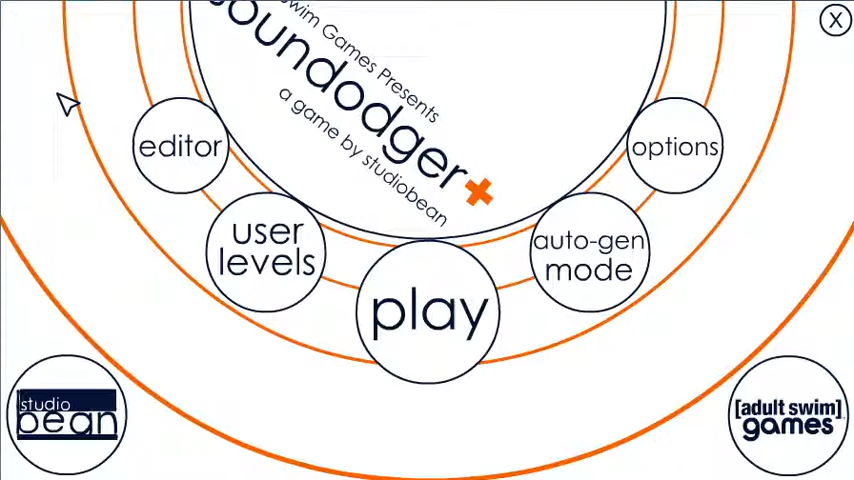 X
Swim Games Presents
soundodger+
a game by studiobean
editor
options
user
levels
auto-gen
mode
play
studio
bean
[adult swim]
games